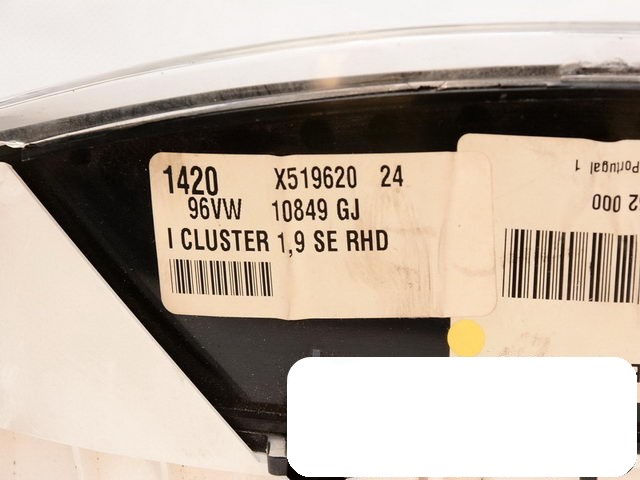 1420 X519620 24
96VW 10849 GJ
I CLUSTER 1,9 SE RHD
Portugal 1
2 000